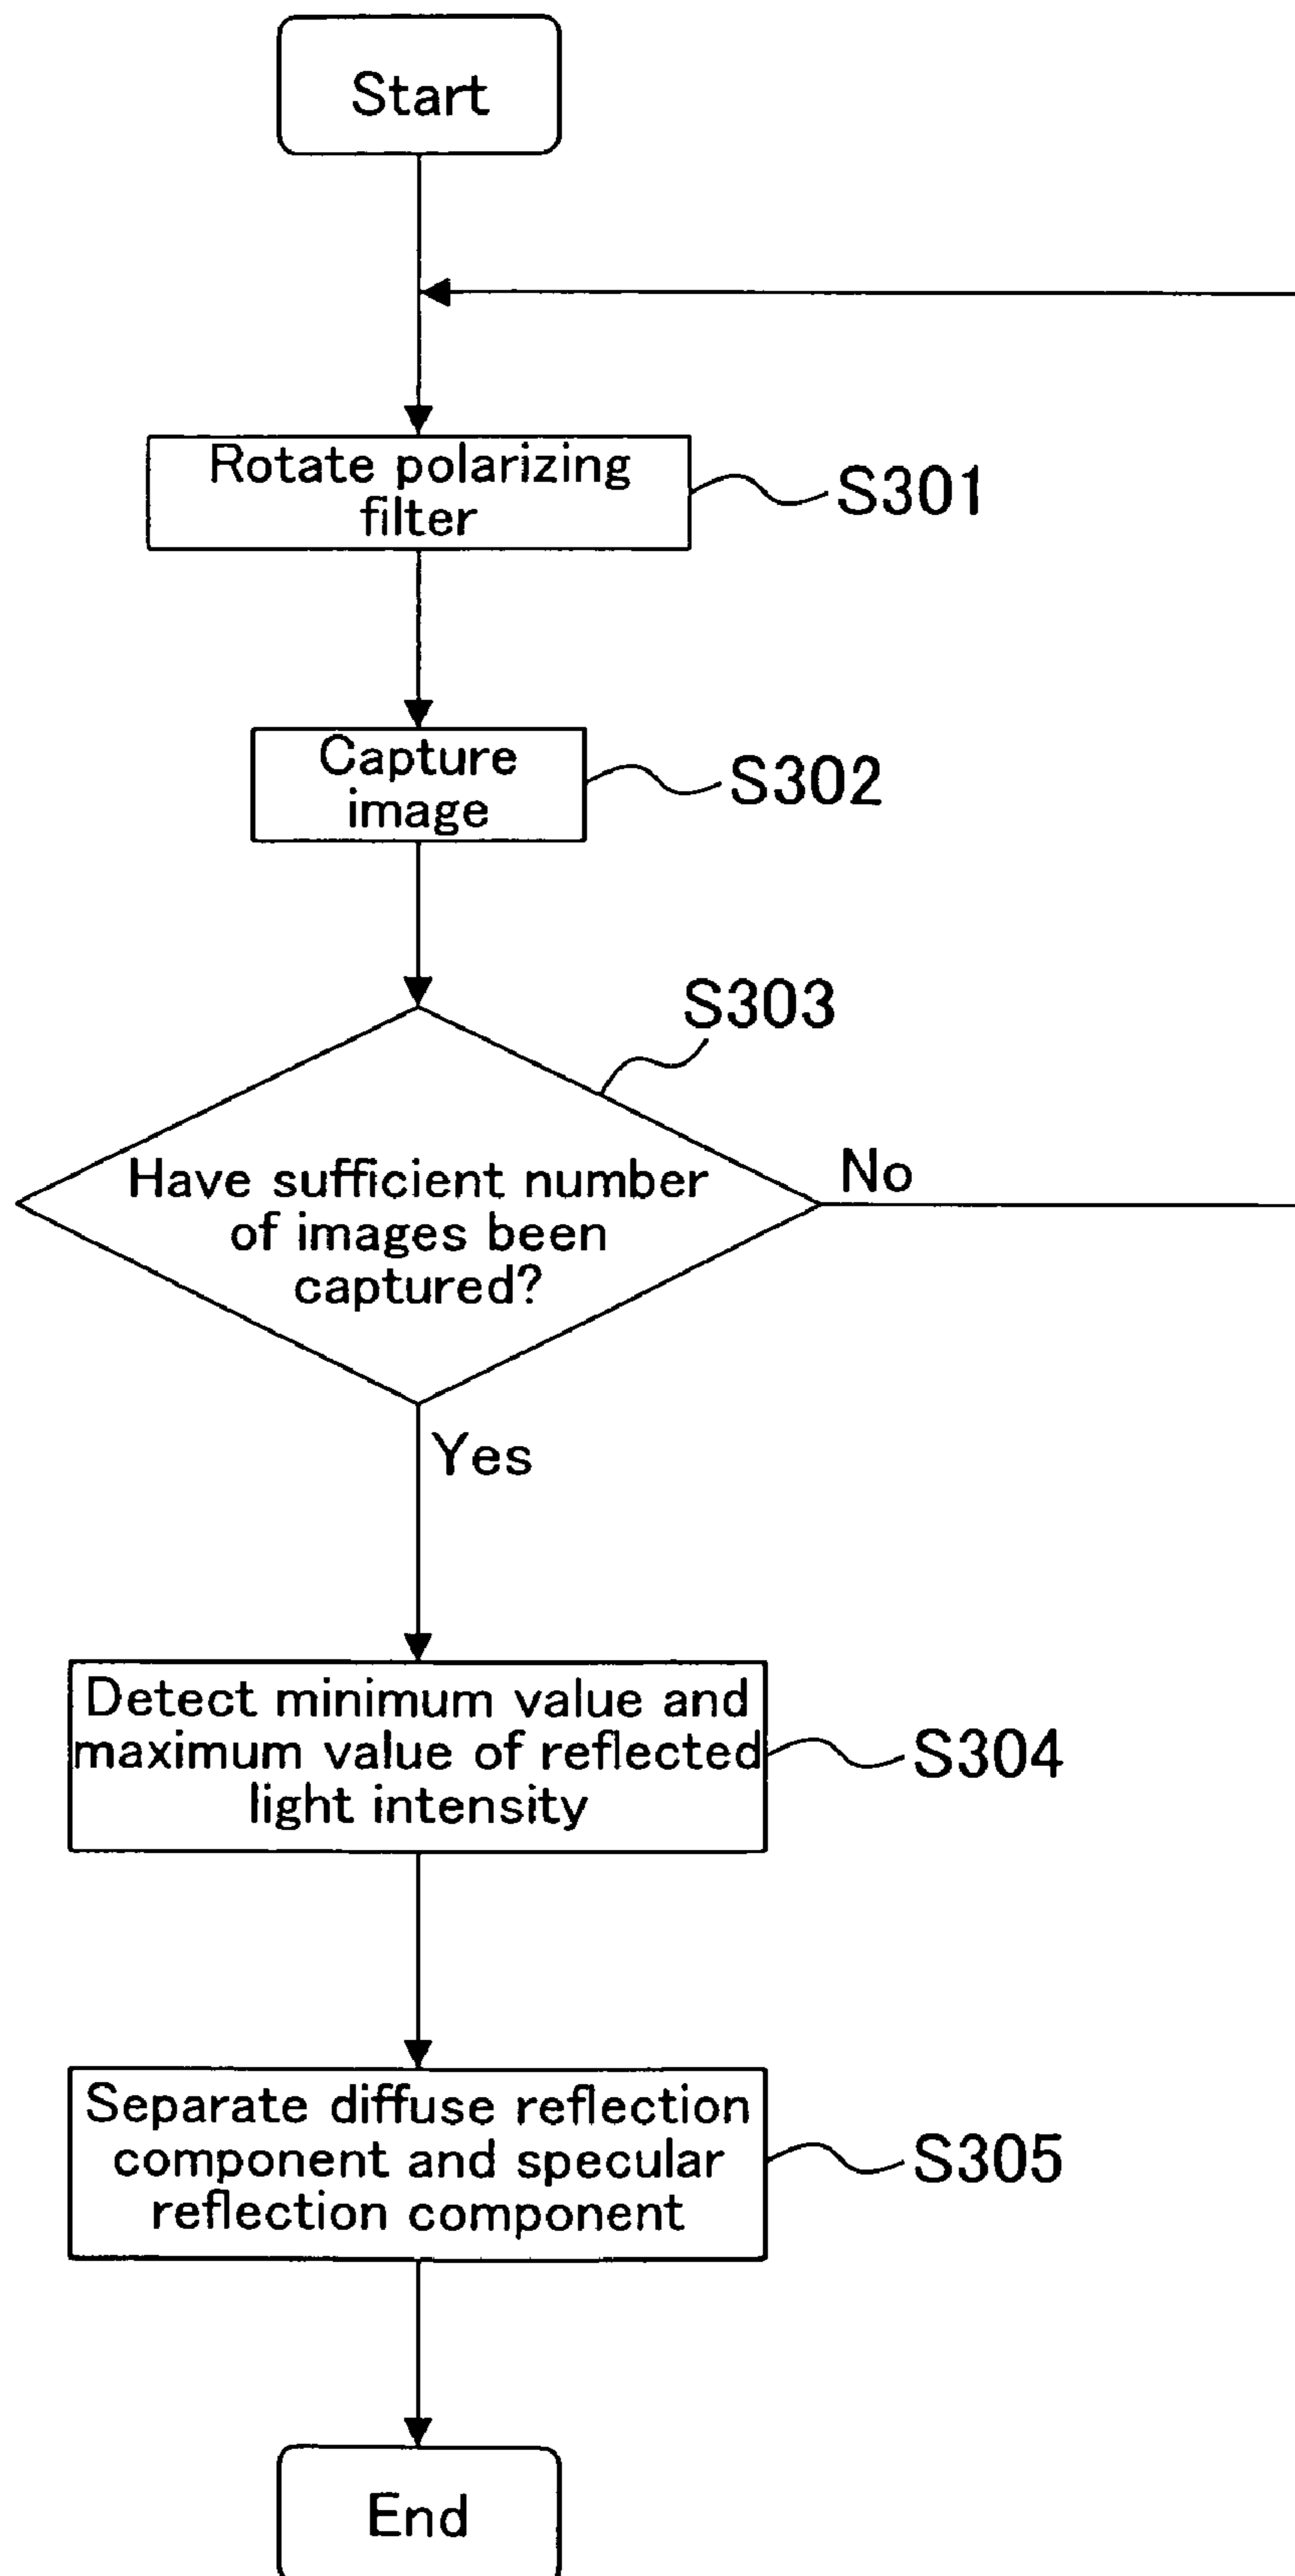 Start
Rotate polarizing
filter
S301
Capture
image
S302
S303
Have sufficient number
of images been
captured?
No
Yes
Detect minimum value and
maximum value of reflected
light intensity
S304
Separate diffuse reflection
component and specular
reflection component
S305
End